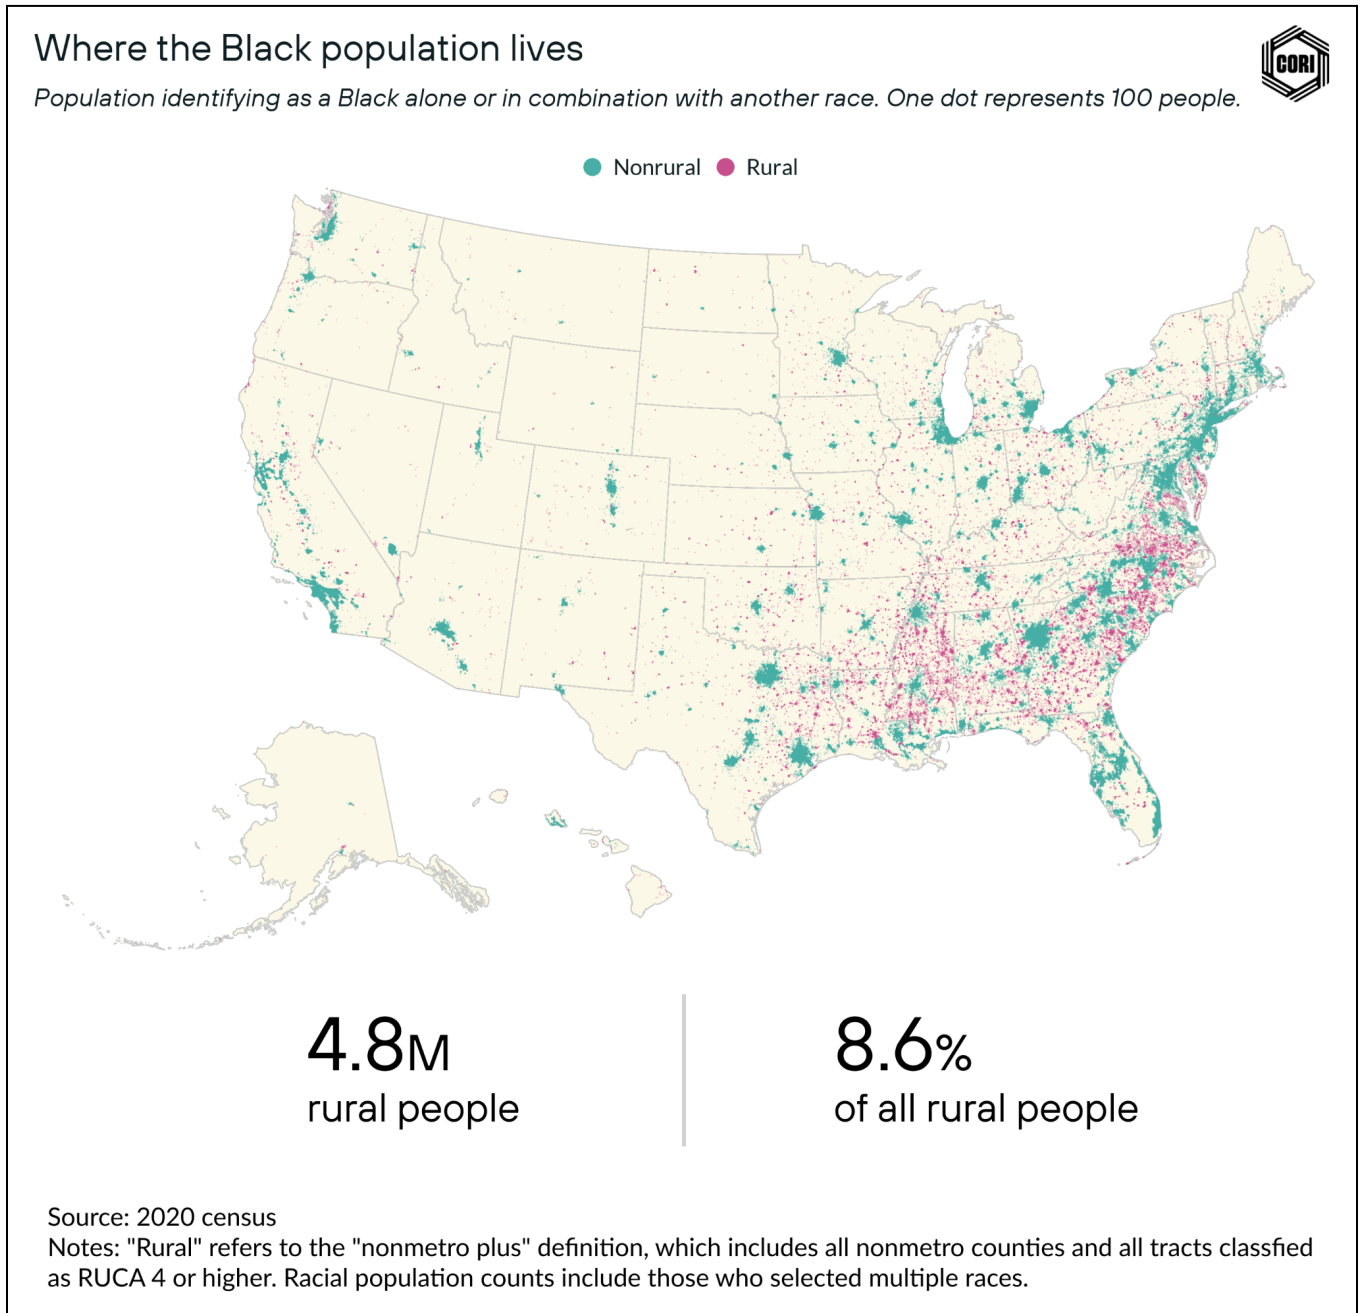 Where the Black population lives
CORI
Population identifying as a Black alone or in combination with another race. One dot represents 100 people.
Nonrural Rural
4.8M
rural people
8.6%
of all rural people
Source: 2020 census
Notes: "Rural" refers to the "nonmetro plus" definition, which includes all nonmetro counties and all tracts classfied
as RUCA 4 or higher. Racial population counts include those who selected multiple races.